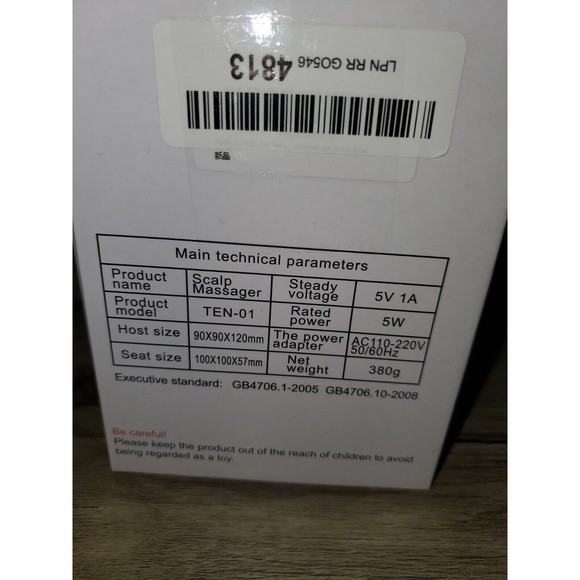 LPN RR GO546 4813
Main technical parameters
Product name Scalp Massager Steady voltage 5V 1A
Product model TEN-01 Rated power 5W
Host size 90X90X120mm The power adapter AC110-220V 50/60Hz
Seat size 100X100X57mm Net weight 380g
Executive standard: GB4706.1-2005 GB4706.10-2008
Be careful!
Please keep the product out of the reach of children to avoid
being regarded as a toy.